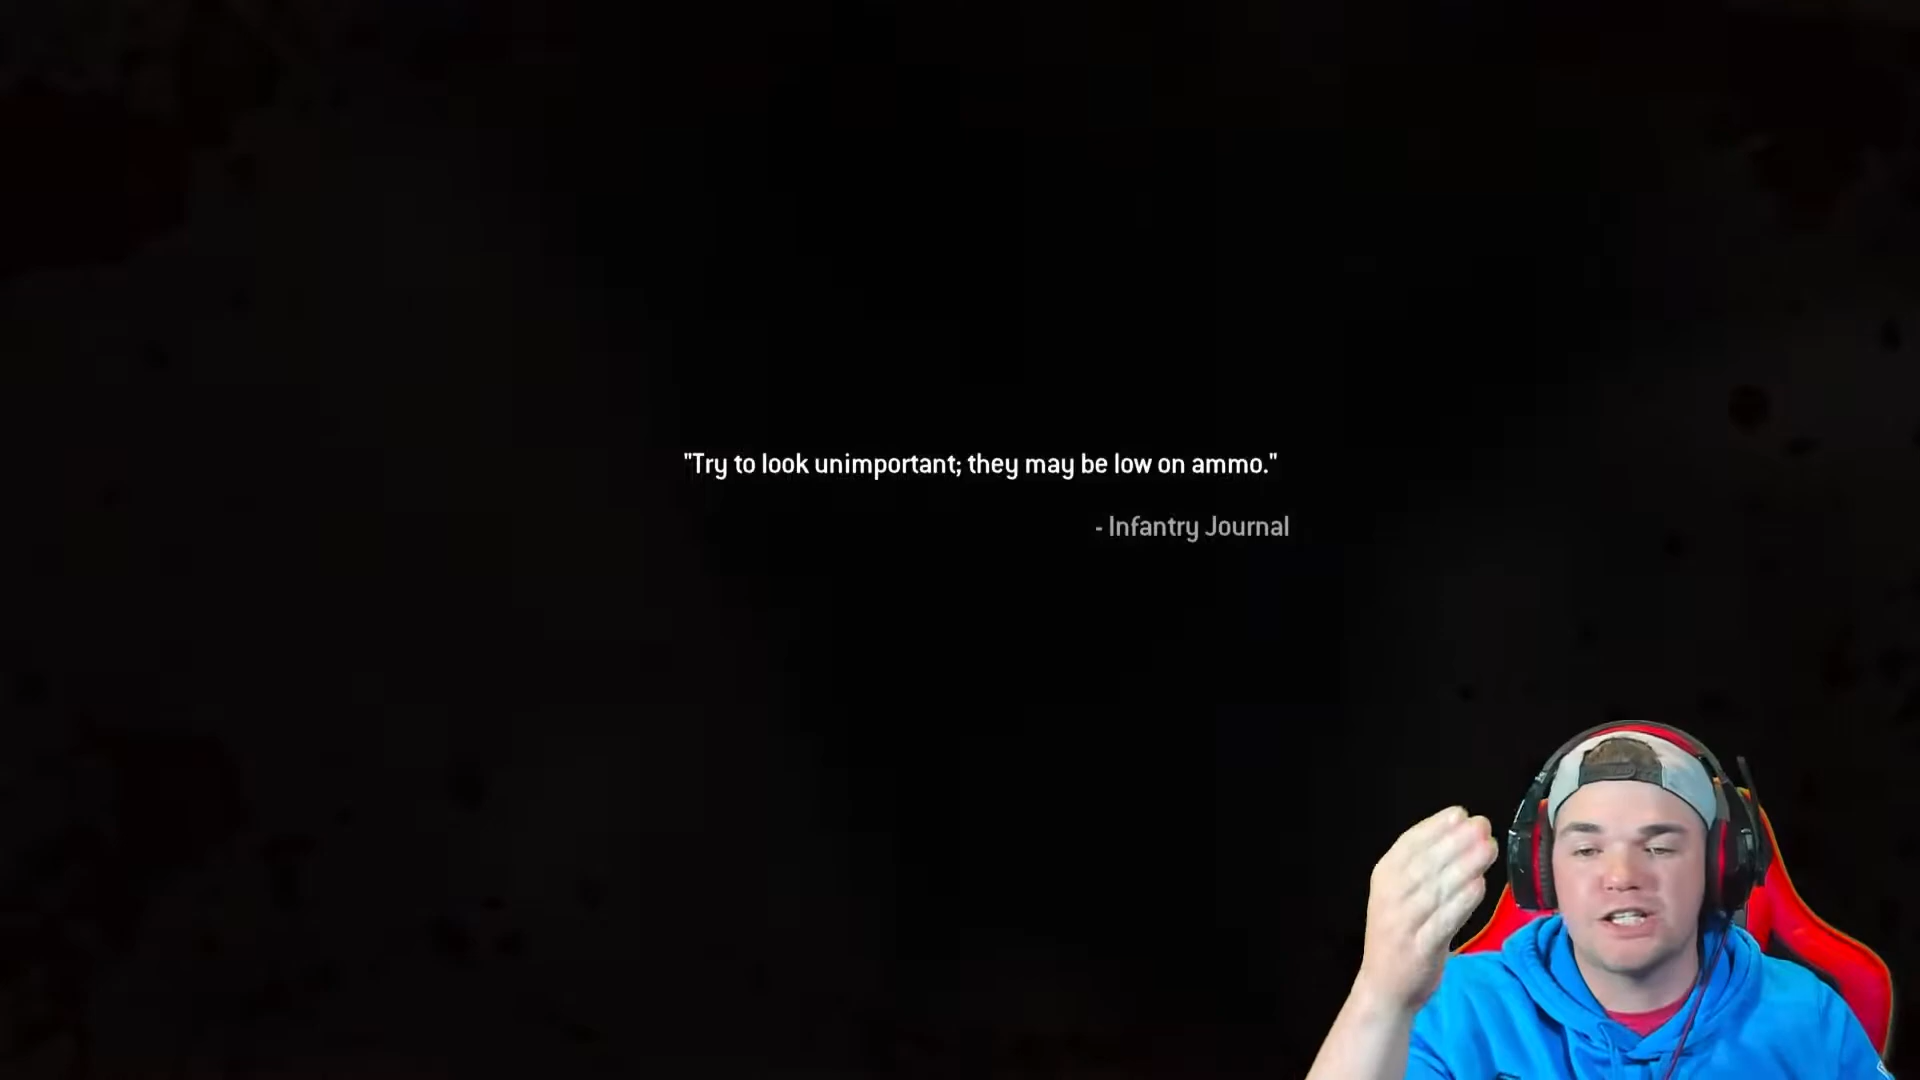 "Try to look unimportant; they may be low on ammo."
- Infantry Journal